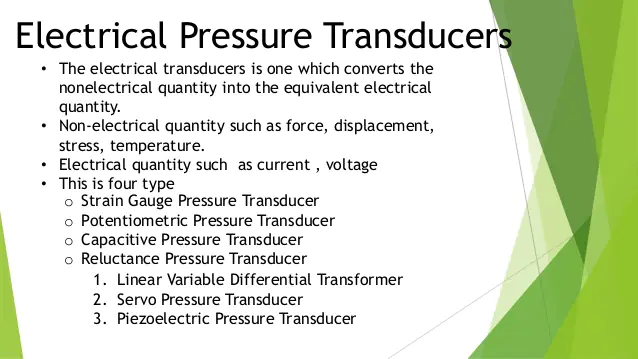 Electrical Pressure Transducers
• The electrical transducers is one which converts the
nonelectrical quantity into the equivalent electrical
quantity.
• Non-electrical quantity such as force, displacement,
stress, temperature.
• Electrical quantity such as current , voltage
• This is four type
o Strain Gauge Pressure Transducer
o Potentiometric Pressure Transducer
o Capacitive Pressure Transducer
o Reluctance Pressure Transducer
1. Linear Variable Differential Transformer
2. Servo Pressure Transducer
3. Piezoelectric Pressure Transducer